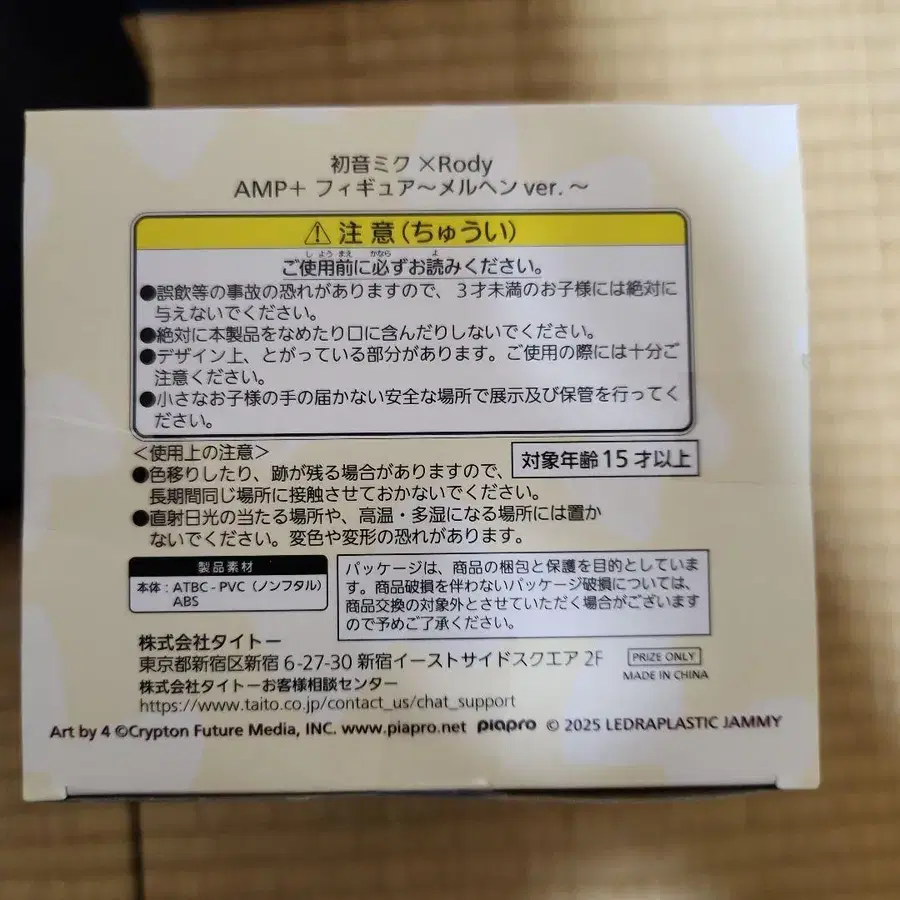 初音ミク×Rody
AMP+ フィギュア～メルヘンver.～
⚠注意(ちゅうい)
しようまえ かなら よ
ご使用前に必ずお読みください。
●誤飲等の事故の恐れがありますので、３才未満のお子様には絶対に
与えないでください。
●絶対に本製品をなめたり口に含んだりしないでください。
●デザイン上、とがっている部分があります。ご使用の際には十分ご
注意ください。
●小さなお子様の手の届かない安全な場所で展示及び保管を行ってく
ださい。
＜使用上の注意＞
対象年齢15才以上
●色移りしたり、跡が残る場合がありますので、
長期間同じ場所に接触させておかないでください。
●直射日光の当たる場所や、高温・多湿になる場所には置か
ないでください。変色や変形の恐れがあります。
製品素材
本体：ATBC-PVC（ノンフタル）
ABS
パッケージは、商品の梱包と保護を目的としていま
す。商品破損を伴わないパッケージ破損については、
商品交換の対象外とさせていただく場合がございます
ので予めご了承ください。
株式会社タイトー
東京都新宿区新宿6-27-30 新宿イーストサイドスクエア 2F
株式会社タイトーお客様相談センター
https://www.taito.co.jp/contact_us/chat_support
PRIZE ONLY
MADE IN CHINA
Art by 4 ©Crypton Future Media, INC. www.piapro.net piapro © 2025 LEDRAPLASTIC JAMMY